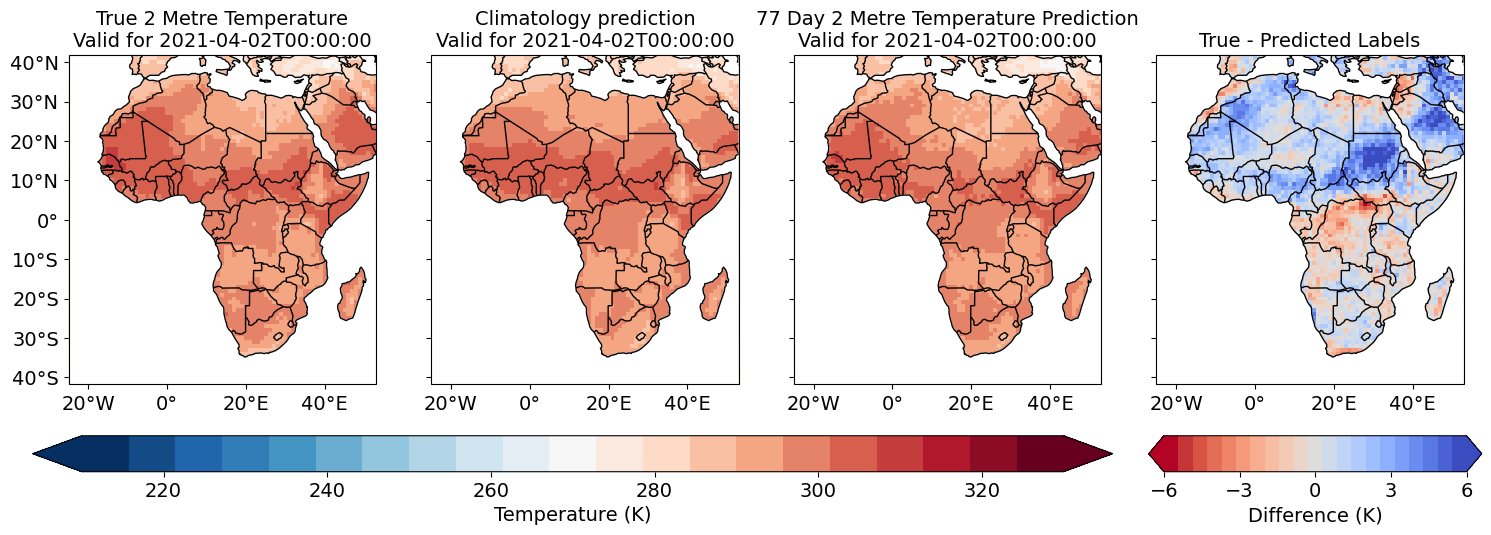 True 2 Metre Temperature
Valid for 2021-04-02T00:00:00
Climatology prediction
Valid for 2021-04-02T00:00:00
77 Day 2 Metre Temperature Prediction
Valid for 2021-04-02T00:00:00
True - Predicted Labels
40°N
30°N
20°N
10°N
0°
10°S
20°S
30°S
40°S
20°W 0° 20°E 40°E
20°W 0° 20°E 40°E
20°W 0° 20°E 40°E
20°W 0° 20°E 40°E
220 240 260 280 300 320
Temperature (K)
−6 −3 0 3 6
Difference (K)